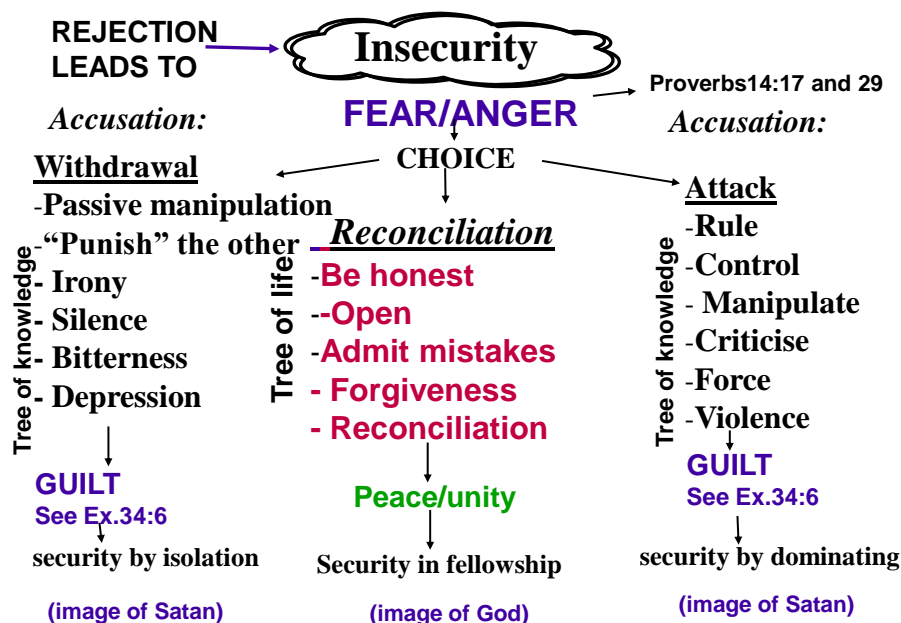 REJECTION
LEADS TO
Insecurity
Proverbs14:17 and 29
FEAR/ANGER
CHOICE
Accusation:
Withdrawal
-Passive manipulation
-“Punish” the other
- Irony
- Silence
- Bitterness
- Depression
Tree of knowledge
GUILT
See Ex.34:6
security by isolation
(image of Satan)
-Reconciliation
-Be honest
--Open
-Admit mistakes
- Forgiveness
- Reconciliation
Tree of life
Peace/unity
Security in fellowship
(image of God)
Accusation:
Attack
-Rule
-Control
- Manipulate
-Criticise
-Force
-Violence
Tree of knowledge
GUILT
See Ex.34:6
security by dominating
(image of Satan)